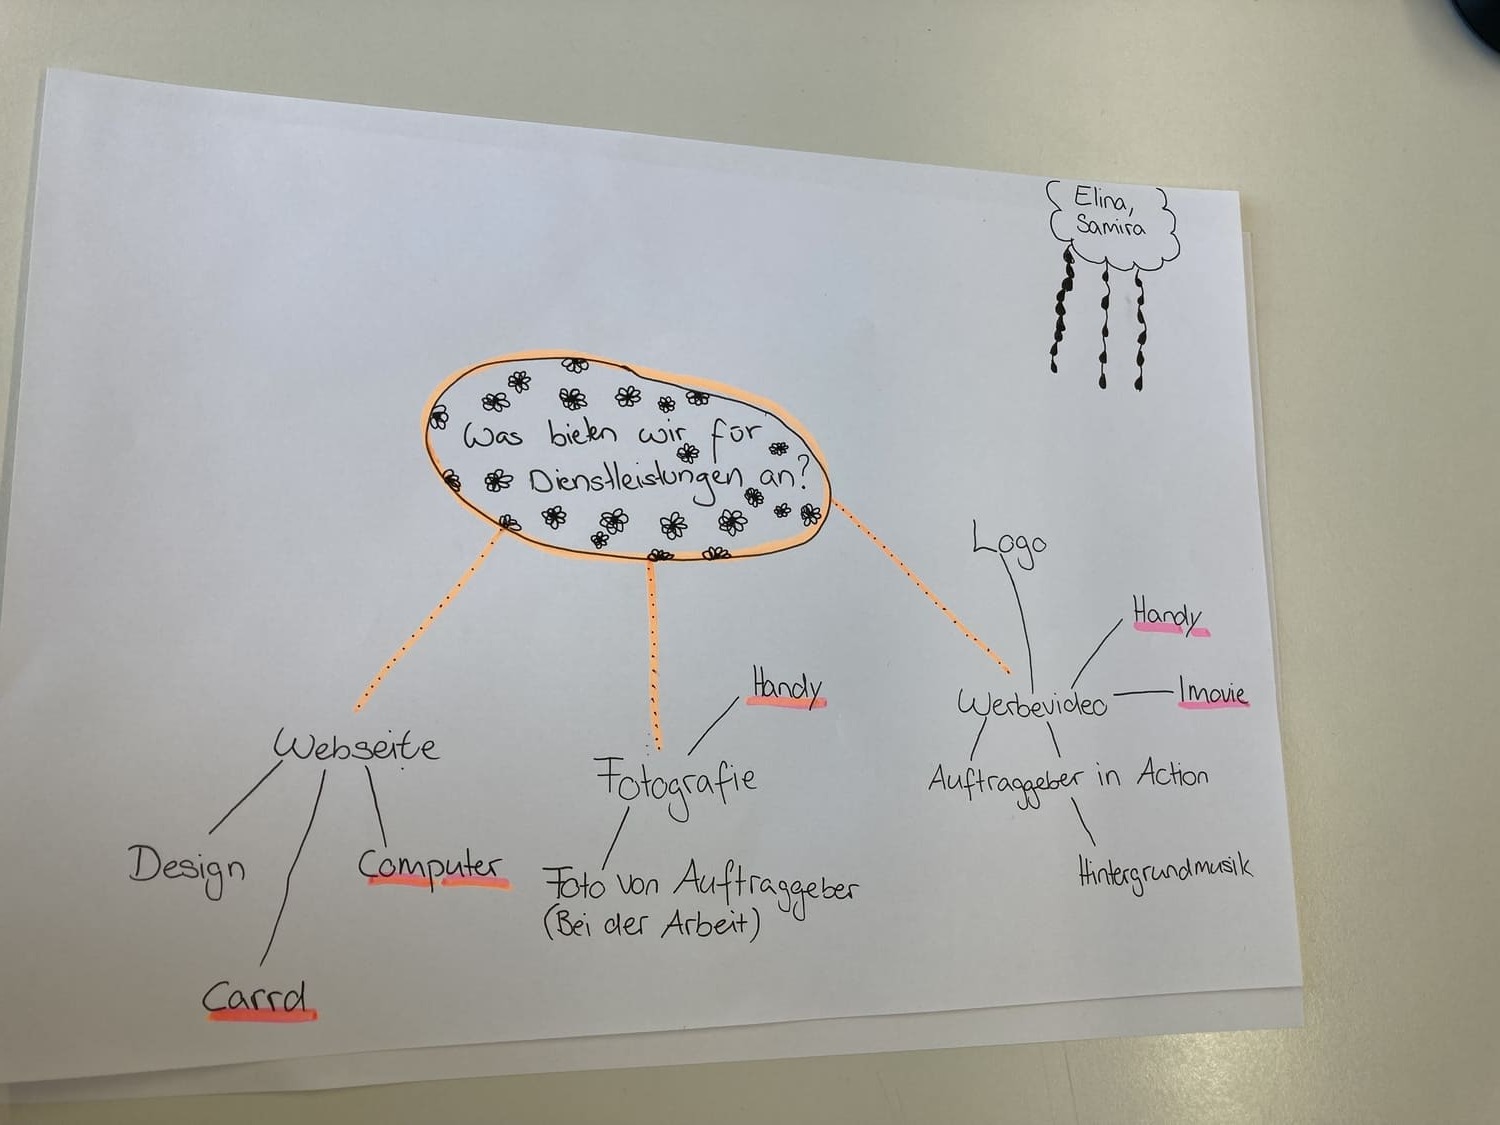 Elina,
Samira
Was bieten wir für
Dienstleistungen an?
Webseite
Design
Carrd
Computer
Fotografie
Handy
Foto von Auftraggeber
(Bei der Arbeit)
Werbevideo
Logo
Handy
Imovie
Auftraggeber in Action
Hintergrundmusik